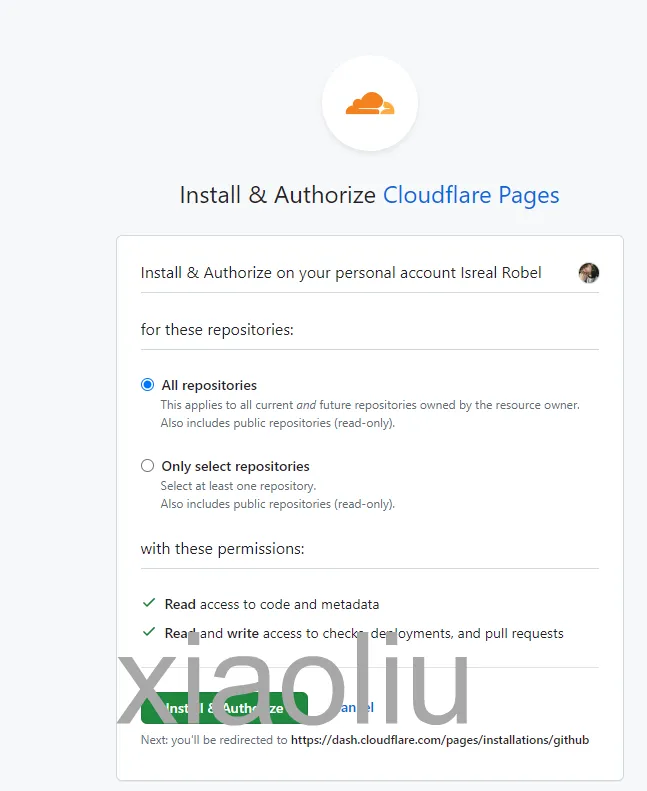 Install & Authorize Cloudflare Pages
Install & Authorize on your personal account Isreal Robel
for these repositories:
All repositories
This applies to all current and future repositories owned by the resource owner.
Also includes public repositories (read-only).
Only select repositories
Select at least one repository.
Also includes public repositories (read-only).
with these permissions:
Read access to code and metadata
Read and write access to checks, deployments, and pull requests
xiaoliu
Install & Authorize Cancel
Next: you'll be redirected to https://dash.cloudflare.com/pages/installations/github